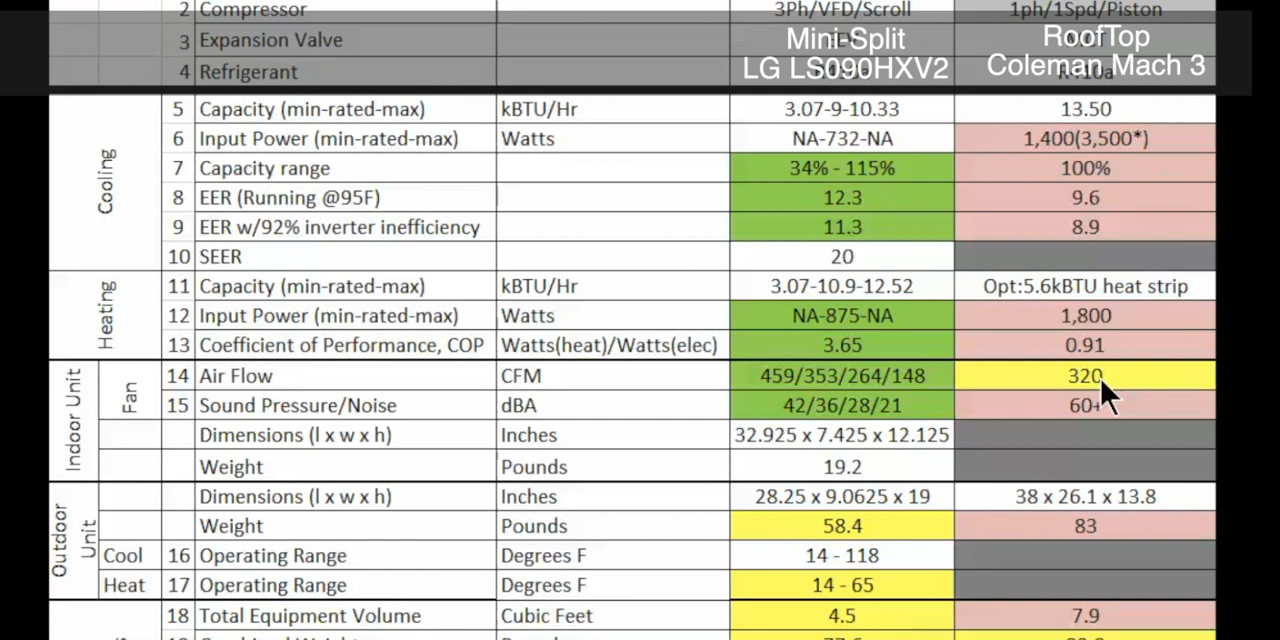 2 Compressor 3Ph/VFD/Scroll 1ph/1Spd/Piston
3 Expansion Valve
4 Refrigerant
Mini-Split RoofTop
LG LS090HXV2 Coleman Mach 3
Cooling
5 Capacity (min-rated-max) kBTU/Hr 3.07-9-10.33 13.50
6 Input Power (min-rated-max) Watts NA-732-NA 1,400(3,500*)
7 Capacity range 34% - 115% 100%
8 EER (Running @95F) 12.3 9.6
9 EER w/92% inverter inefficiency 11.3 8.9
10 SEER 20
Heating
11 Capacity (min-rated-max) kBTU/Hr 3.07-10.9-12.52 Opt:5.6kBTU heat strip
12 Input Power (min-rated-max) Watts NA-875-NA 1,800
13 Coefficient of Performance, COP Watts(heat)/Watts(elec) 3.65 0.91
Indoor Unit
Fan
14 Air Flow CFM 459/353/264/148 320
15 Sound Pressure/Noise dBA 42/36/28/21 60+
Dimensions (l x w x h) Inches 32.925 x 7.425 x 12.125
Weight Pounds 19.2
Outdoor Unit
Dimensions (l x w x h) Inches 28.25 x 9.0625 x 19 38 x 26.1 x 13.8
Weight Pounds 58.4 83
Cool 16 Operating Range Degrees F 14 - 118
Heat 17 Operating Range Degrees F 14 - 65
18 Total Equipment Volume Cubic Feet 4.5 7.9